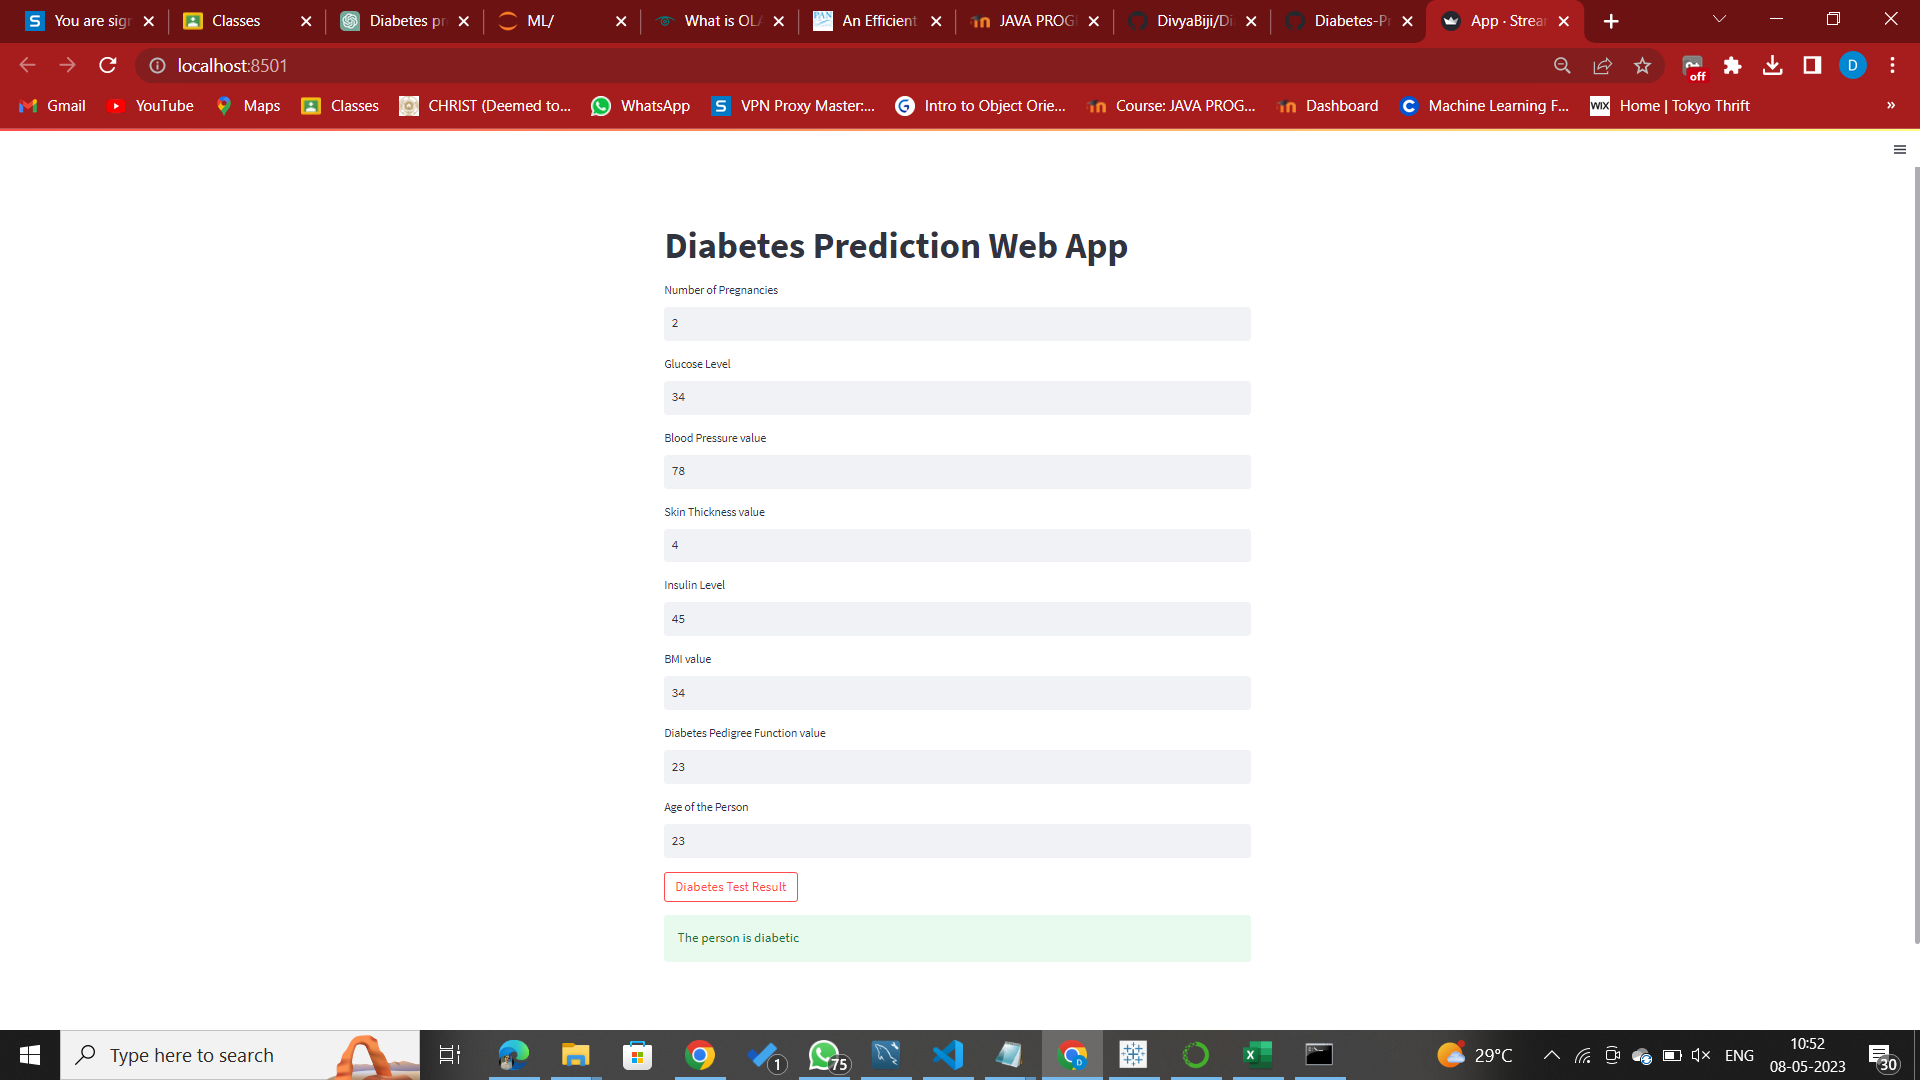 You are sign
Classes
Diabetes pr
ML/
What is OLA
An Efficient
JAVA PROG
DivyaBiji/Di
Diabetes-Pr
App · Strear
localhost:8501
off
D
Gmail
YouTube
Maps
Classes
CHRIST (Deemed to...
WhatsApp
VPN Proxy Master:...
Intro to Object Orie...
Course: JAVA PROG...
Dashboard
Machine Learning F...
WIX
Home | Tokyo Thrift
»
Diabetes Prediction Web App
Number of Pregnancies
2
Glucose Level
34
Blood Pressure value
78
Skin Thickness value
4
Insulin Level
45
BMI value
34
Diabetes Pedigree Function value
23
Age of the Person
23
Diabetes Test Result
The person is diabetic
Type here to search
1
75
D
29°C
ENG
10:52
08-05-2023
30